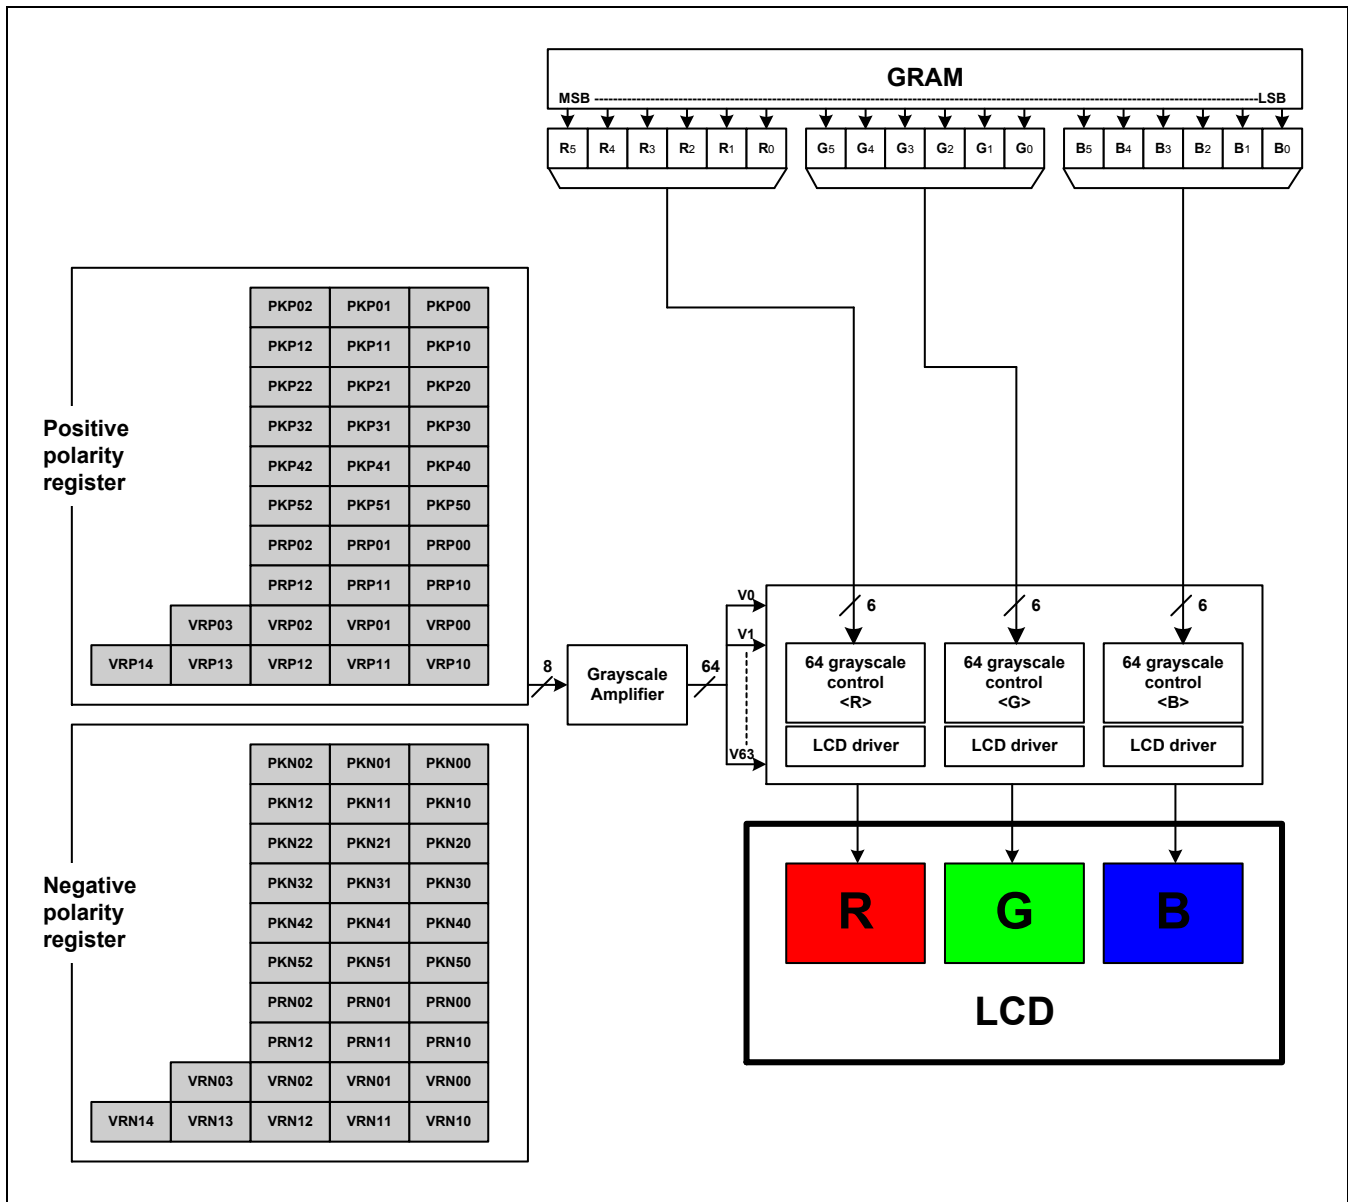 GRAM
MSB LSB
R5 R4 R3 R2 R1 R0 G5 G4 G3 G2 G1 G0 B5 B4 B3 B2 B1 B0
Positive
polarity
register
PKP02 PKP01 PKP00
PKP12 PKP11 PKP10
PKP22 PKP21 PKP20
PKP32 PKP31 PKP30
PKP42 PKP41 PKP40
PKP52 PKP51 PKP50
PRP02 PRP01 PRP00
PRP12 PRP11 PRP10
VRP03 VRP02 VRP01 VRP00
VRP14 VRP13 VRP12 VRP11 VRP10
8
Grayscale
Amplifier
64
V0
V1
V63
6 6 6
64 grayscale
control
<R>
64 grayscale
control
<G>
64 grayscale
control
<B>
LCD driver LCD driver LCD driver
Negative
polarity
register
PKN02 PKN01 PKN00
PKN12 PKN11 PKN10
PKN22 PKN21 PKN20
PKN32 PKN31 PKN30
PKN42 PKN41 PKN40
PKN52 PKN51 PKN50
PRN02 PRN01 PRN00
PRN12 PRN11 PRN10
VRN03 VRN02 VRN01 VRN00
VRN14 VRN13 VRN12 VRN11 VRN10
R G B
LCD